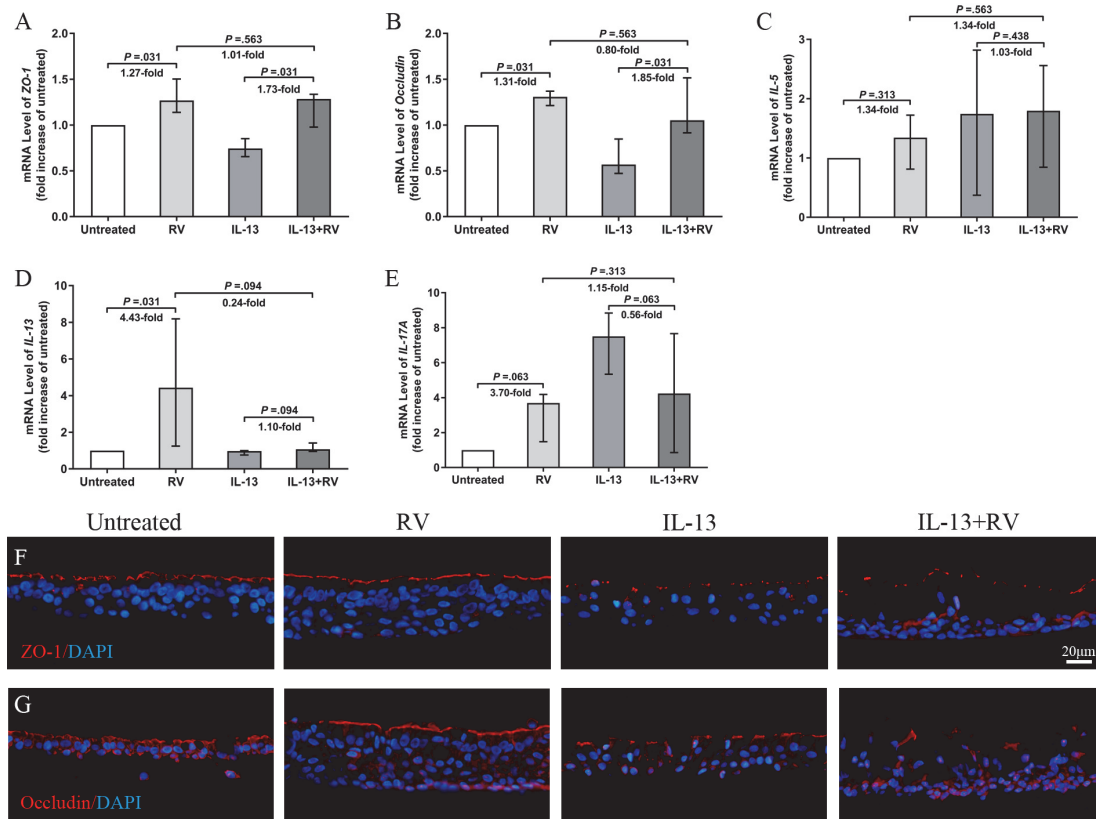 A
mRNA Level of ZO-1
(fold increase of untreated)
2.0
1.5
1.0
0.5
0.0
P =.563
1.01-fold
P =.031
1.27-fold
P =.031
1.73-fold
Untreated
RV
IL-13
IL-13+RV
B
mRNA Level of Occludin
(fold increase of untreated)
2.0
1.5
1.0
0.5
0.0
P =.563
0.80-fold
P =.031
1.31-fold
P =.031
1.85-fold
Untreated
RV
IL-13
IL-13+RV
C
mRNA Level of IL-5
(fold increase of untreated)
3
2
1
0
P =.563
1.34-fold
P =.438
1.03-fold
P =.313
1.34-fold
Untreated
RV
IL-13
IL-13+RV
D
mRNA Level of IL-13
(fold increase of untreated)
10
8
6
4
2
0
P =.094
0.24-fold
P =.031
4.43-fold
P =.094
1.10-fold
Untreated
RV
IL-13
IL-13+RV
E
mRNA Level of IL-17A
(fold increase of untreated)
10
8
6
4
2
0
P =.313
1.15-fold
P =.063
0.56-fold
P =.063
3.70-fold
Untreated
RV
IL-13
IL-13+RV
Untreated
RV
IL-13
IL-13+RV
F
ZO-1/DAPI
20μm
G
Occludin/DAPI